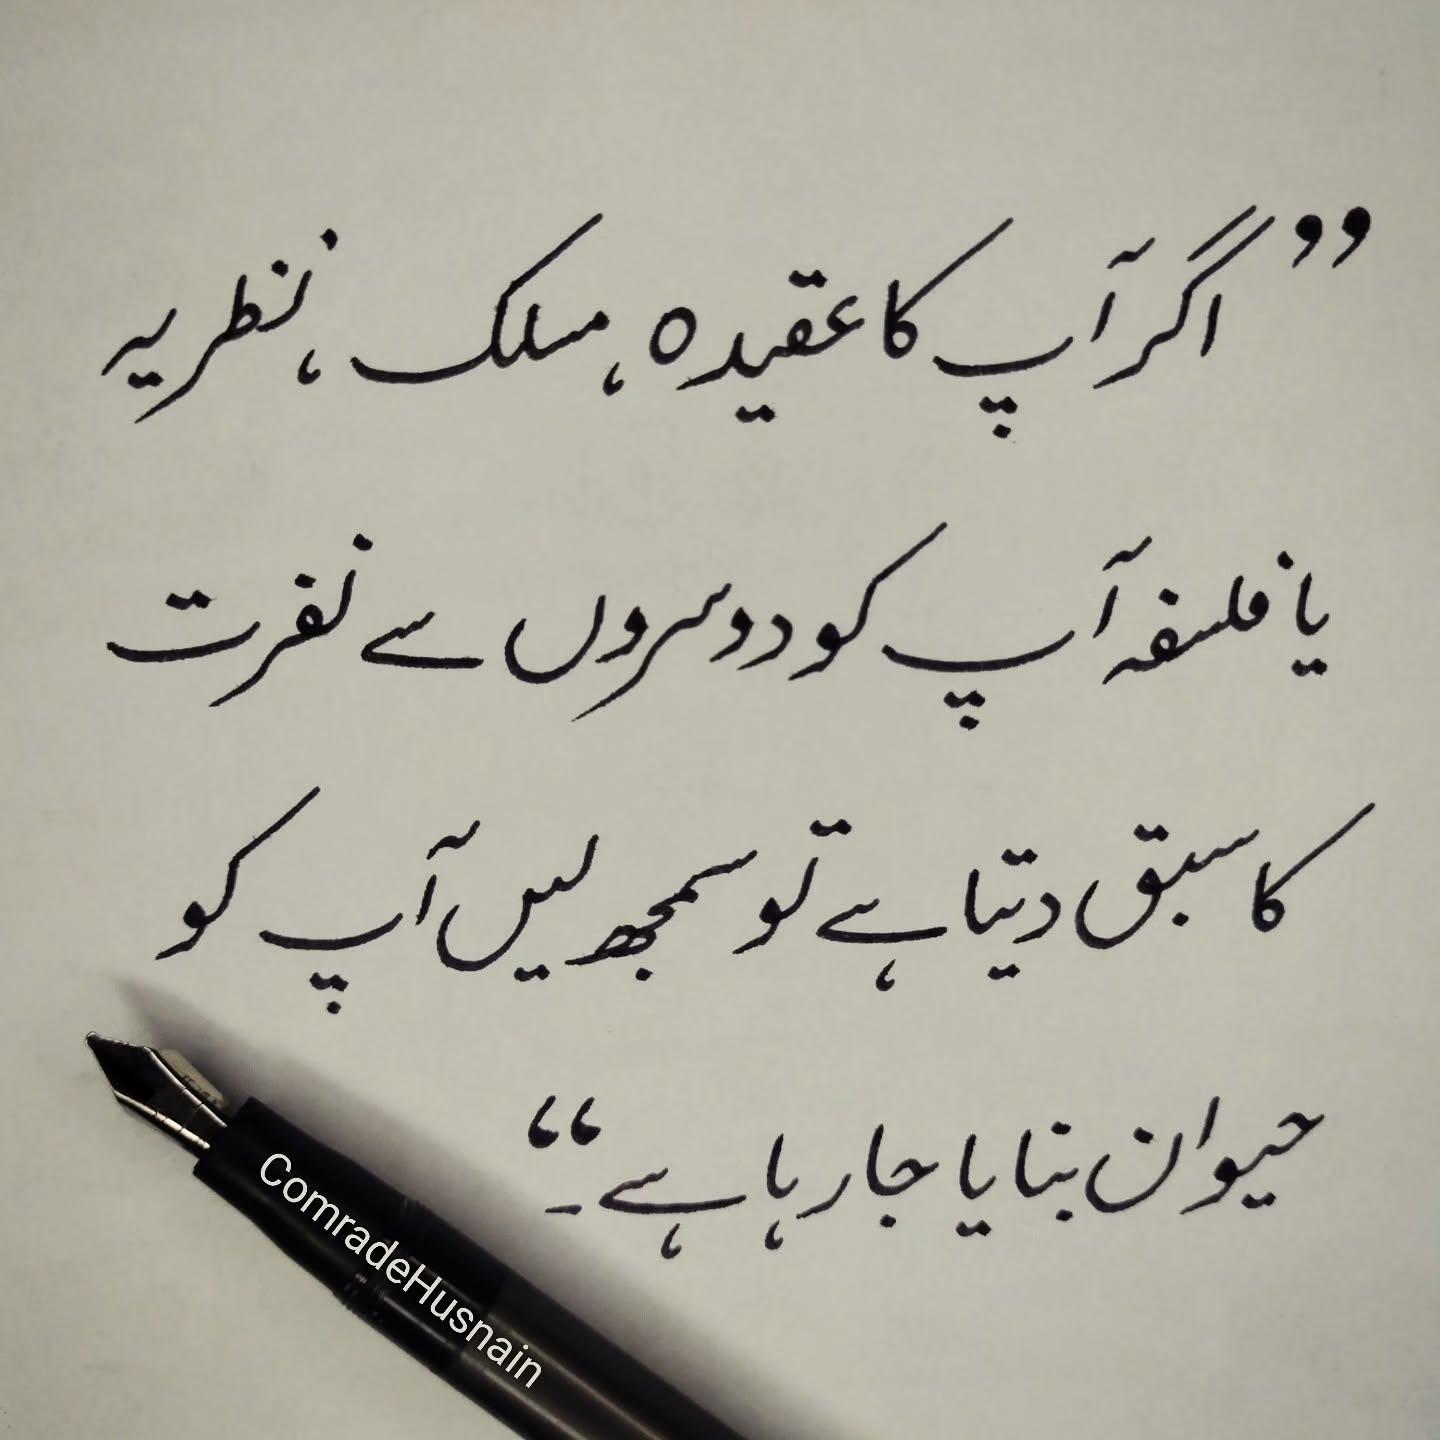 ”اگر آپ کا عقیدہ، مسلک، نظریہ
یا فلسفہ آپ کو دوسروں سے نفرت
کا سبق دیتا ہے تو سمجھ لیں آپ کو
حیوان بنایا جا رہا ہے۔“
ComradeHusnain